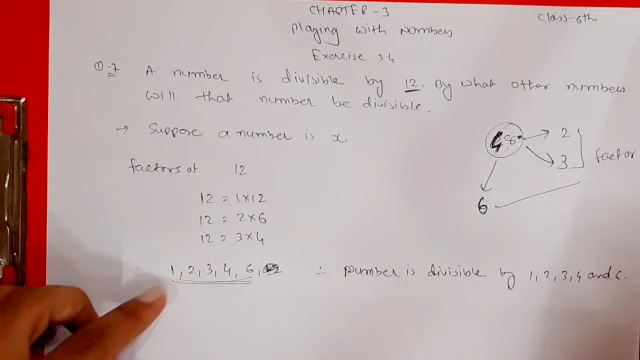 CHAPTER-3
Class-6th
Playing with numbers
Exercise 3.4
Q-7 A number is divisible by 12. By what other numbers
will that number be divisible.
→ Suppose a number is x.
factors of 12
12 = 1×12
12 = 2×6
12 = 3×4
48 2
3
factor
6
1, 2, 3, 4, 6, ∴ number is divisible by 1, 2, 3, 4 and 6.